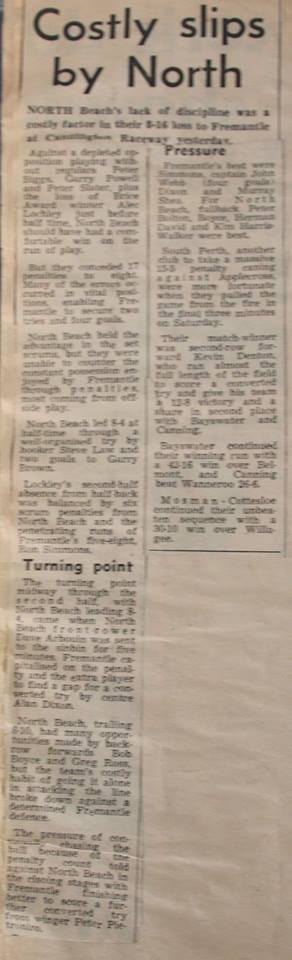 Costly slips
by North
NORTH Beach's lack of discipline was a
costly factor in their 8-16 loss to Fremantle
at Cannington Raceway yesterday.
Against a depleted op-
position playing with-
out regulars Peter
Briggs, Garry Powell
and Peter Slater, plus
the loss of Eric
Award winner Alec
Lockley just before
half time, North Beach
should have had a com-
fortable win on the
run of play.
But they conceded 17
penalties to eight.
Many of the errors oc-
curred in vital posi-
tions, enabling Fre-
mantle to secure two
tries and four goals.
North Beach held the
advantage in the set
scrums, but they were
unable to counter the
constant possession en-
joyed by Fremantle
through penalties,
most coming from off-
side play.
North Beach led 8-4 at
half-time through a
well-organised try by
hooker Steve Law and
two goals to Garry
Brown.
Lockley's second-half
absence from half-back
was balanced by six
scrum penalties from
North Beach and the
penetrating runs of
Fremantle's five-eight,
Ron Simmons.
Turning point
The turning point
midway through the
second half, with
North Beach leading 8-
4, came when North
Beach front-rower
Dave Arbouin was sent
to the sinbin for five
minutes. Fremantle ca-
pitalised on the penal-
ty and the extra player
to find a gap for a con-
verted try by centre
Alan Dixon.
North Beach, trailing
8-10, had many oppor-
tunities made by back-
row forwards Bob
Boyce and Greg Ross,
but the team's costly
habit of going it alone
in attacking the line
broke down against a
determined Fremantle
defence.
The pressure of con-
chasing the
ball because of the
penalty count told
against North Beach in
the closing stages with
Fremantle finishing
better to score a fur-
ther converted try
from winger Peter Pie-
Pressure
Fremantle's best were
Simmons, captain John
Webb (four goals)
Dixon and Murray
Shea. For North
Beach, fullback Peter
Bolton, Boyce, Herman
David and Kim Harris-
Walker were best.
South Perth, another
club to take a massive
15-5 penalty caning
against Applecross,
were more fortunate
when they pulled the
game from the fire in
the final three minutes
on Saturday.
Their match-winner
was second-row for-
ward Kevin Denton,
who ran almost the
full length of the field
to score a converted
try and give his team
a 12-8 victory and a
share in second place
with Bayswater and
Canning.
Bayswater continued
their winning run with
a 42-16 win over Bel-
mont, and Canning
beat Wanneroo 26-6.
Mosman-Cottesloe
continued their unbea-
ten sequence with a
30-10 win over Willa-
gee.